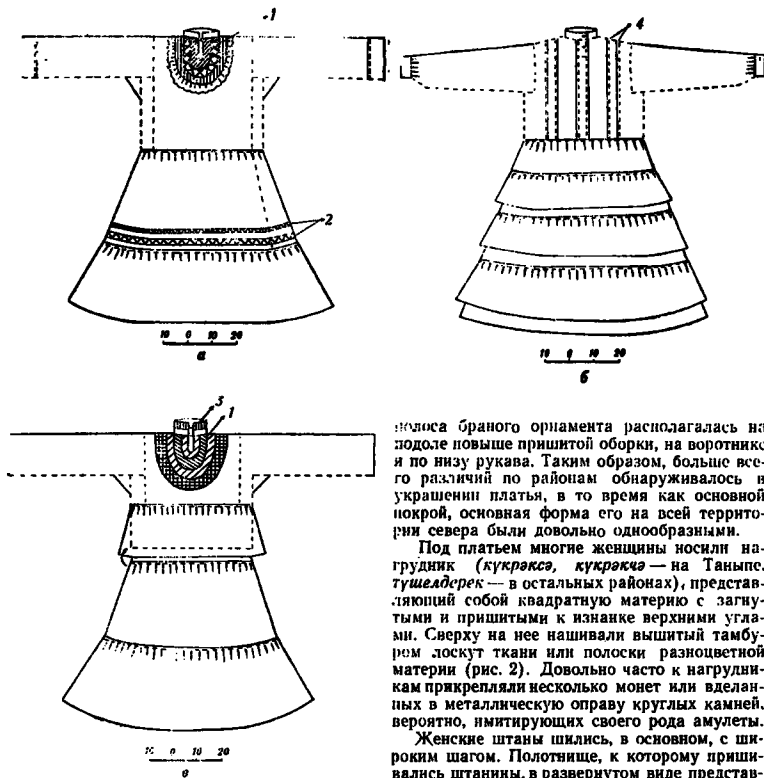 1
4
2
10 0 10 20
а
10 0 10 20
б
3
1
10 0 10 20
в
полоса браного орнамента располагалась на
подоле повыше пришитой оборки, на воротнике
и по низу рукава. Таким образом, больше все-
го различий по районам обнаруживалось в
украшении платья, в то время как основной
покрой, основная форма его на всей террито-
рии севера были довольно однообразными.
Под платьем многие женщины носили на-
грудник (күкрәксә, күкрәкчә — на Таныпе,
түшелдерек — в остальных районах), представ-
ляющий собой квадратную материю с загну-
тыми и пришитыми к изнанке верхними угла-
ми. Сверху на нее нашивали вышитый тамбу-
ром лоскут ткани или полоски разноцветной
материи (рис. 2). Довольно часто к нагрудни-
кам прикрепляли несколько монет или вделан-
ных в металлическую оправу круглых камней,
вероятно, имитирующих своего рода амулеты.
Женские штаны шились, в основном, с ши-
роким шагом. Полотнище, к которому приши-
вались штанины, в развернутом виде представ-